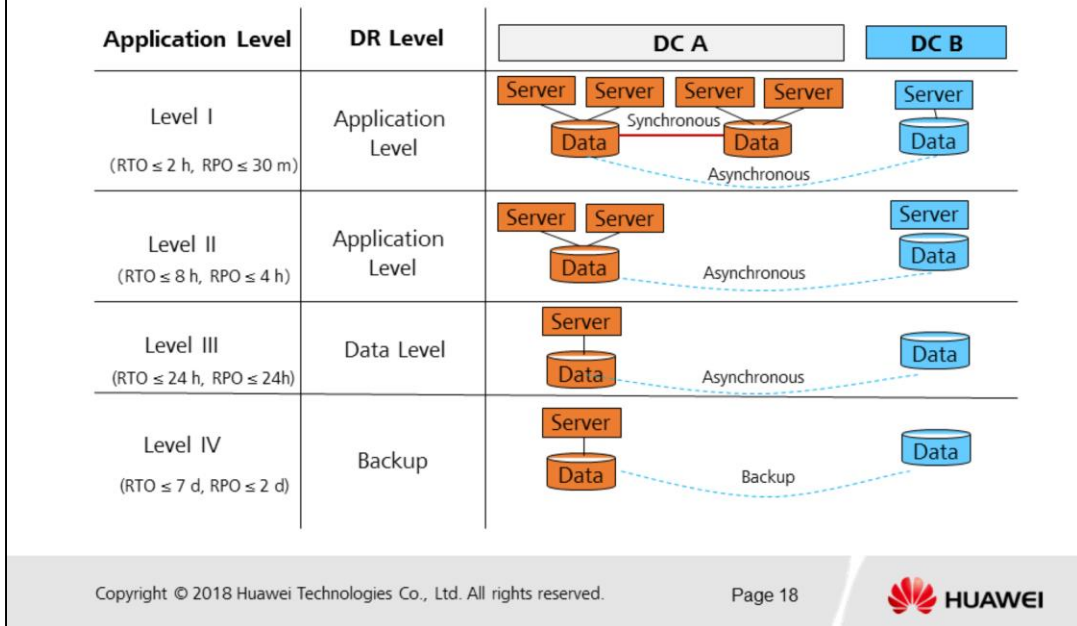 Application Level DR Level DC A DC B
Server Server Server Server Server
Level I Application Level Synchronous
Data Data Data
(RTO ≤ 2 h, RPO ≤ 30 m) Asynchronous
Server Server Server
Level II Application Level
Data Data
(RTO ≤ 8 h, RPO ≤ 4 h) Asynchronous
Server
Level III Data Level Data
(RTO ≤ 24 h, RPO ≤ 24h) Data Asynchronous
Server
Level IV Data
Backup Data Backup
(RTO ≤ 7 d, RPO ≤ 2 d)
Copyright © 2018 Huawei Technologies Co., Ltd. All rights reserved. Page 18 HUAWEI